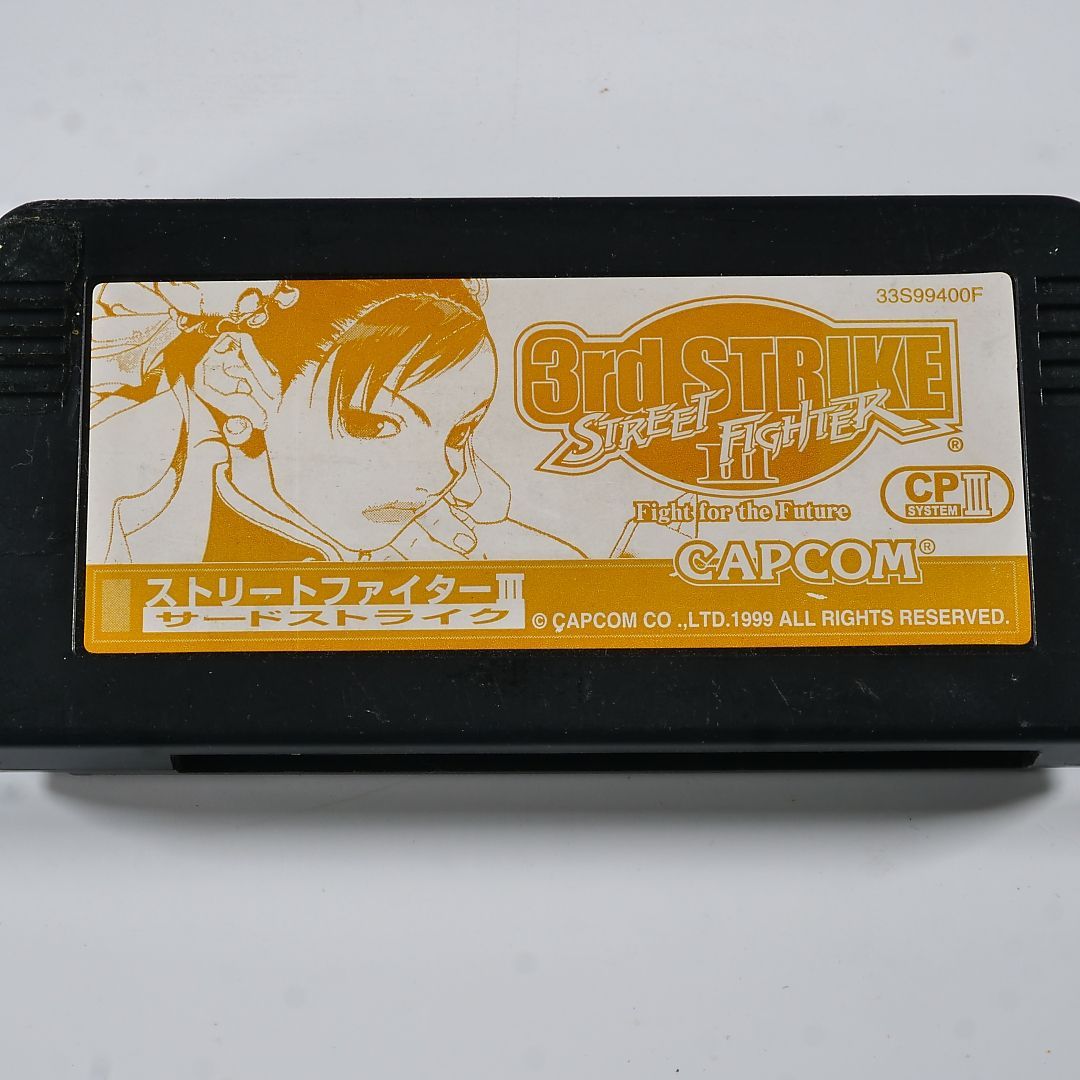 33S99400F
3rd STRIKE
STREET FIGHTER
III
®
Fight for the Future
CP
SYSTEM III
CAPCOM®
ストリートファイターIII
サードストライク
© CAPCOM CO .,LTD.1999 ALL RIGHTS RESERVED.